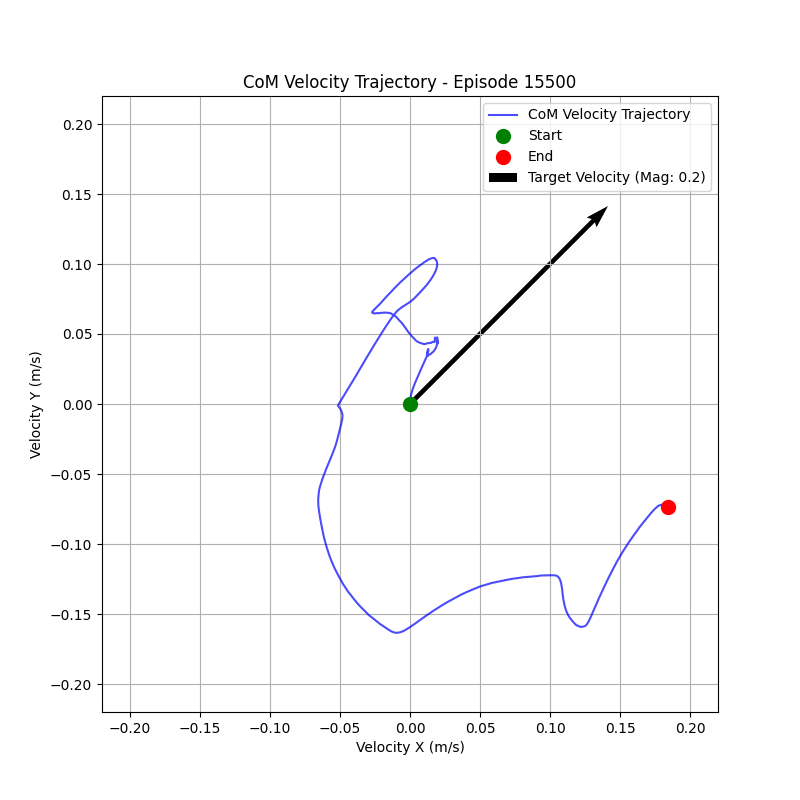 CoM Velocity Trajectory - Episode 15500
CoM Velocity Trajectory
Start
End
Target Velocity (Mag: 0.2)
0.20
0.15
0.10
0.05
0.00
−0.05
−0.10
−0.15
−0.20
Velocity Y (m/s)
−0.20 −0.15 −0.10 −0.05 0.00 0.05 0.10 0.15 0.20
Velocity X (m/s)